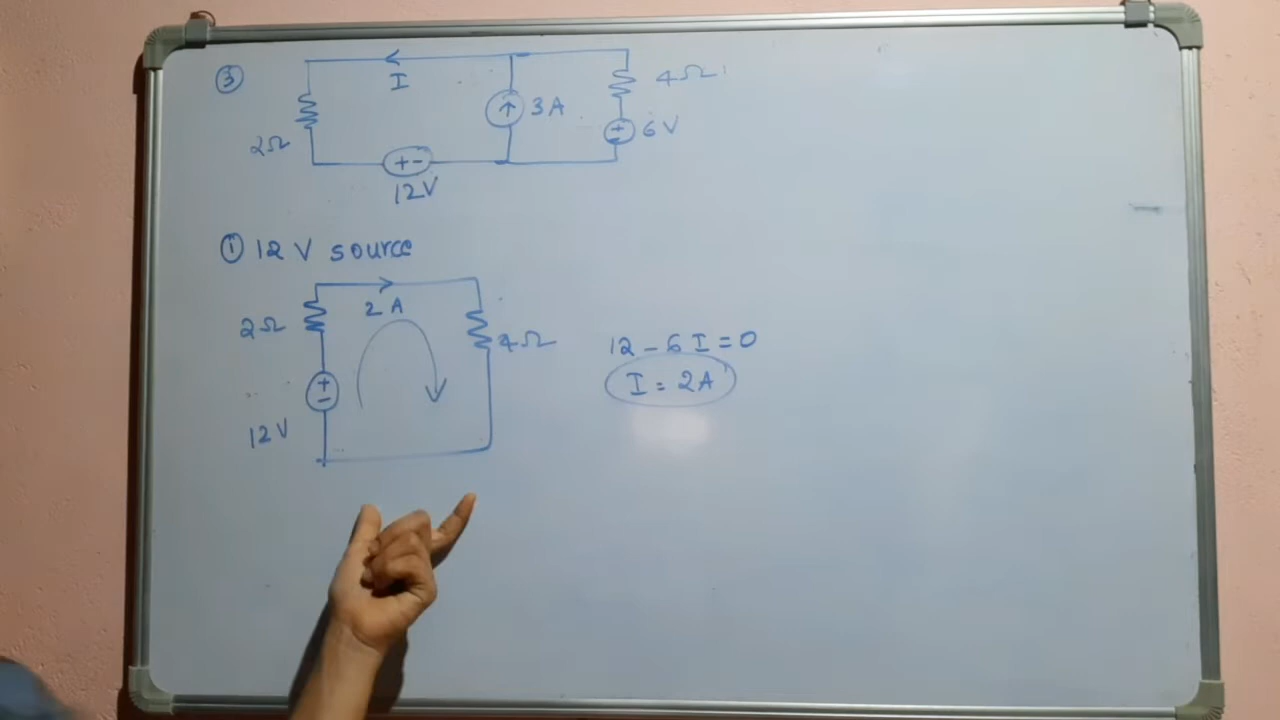 ③
I
4Ω
3A
6V
2Ω
12V
① 12 V source
2 A
2Ω
4Ω
12V
12 - 6 I = 0
I = 2A